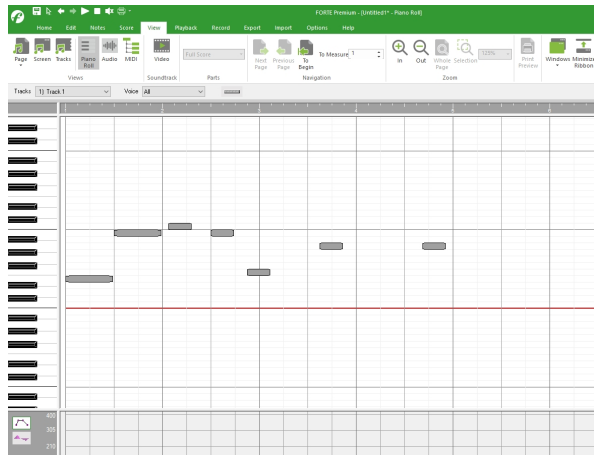 FORTE Premium - [Untitled1* - Piano Roll]
Home Edit Notes Score View Playback Record Export Import Options Help
Page Screen Tracks Piano Roll Audio MIDI Video Full Score Next Page Previous Page To Begin To Measure 1 In Out Whole Page Selection 125% Print Preview Windows Minimize Ribbon
Views Soundtrack Parts Navigation Zoom
Tracks 1) Track 1 Voice All
400
305
210